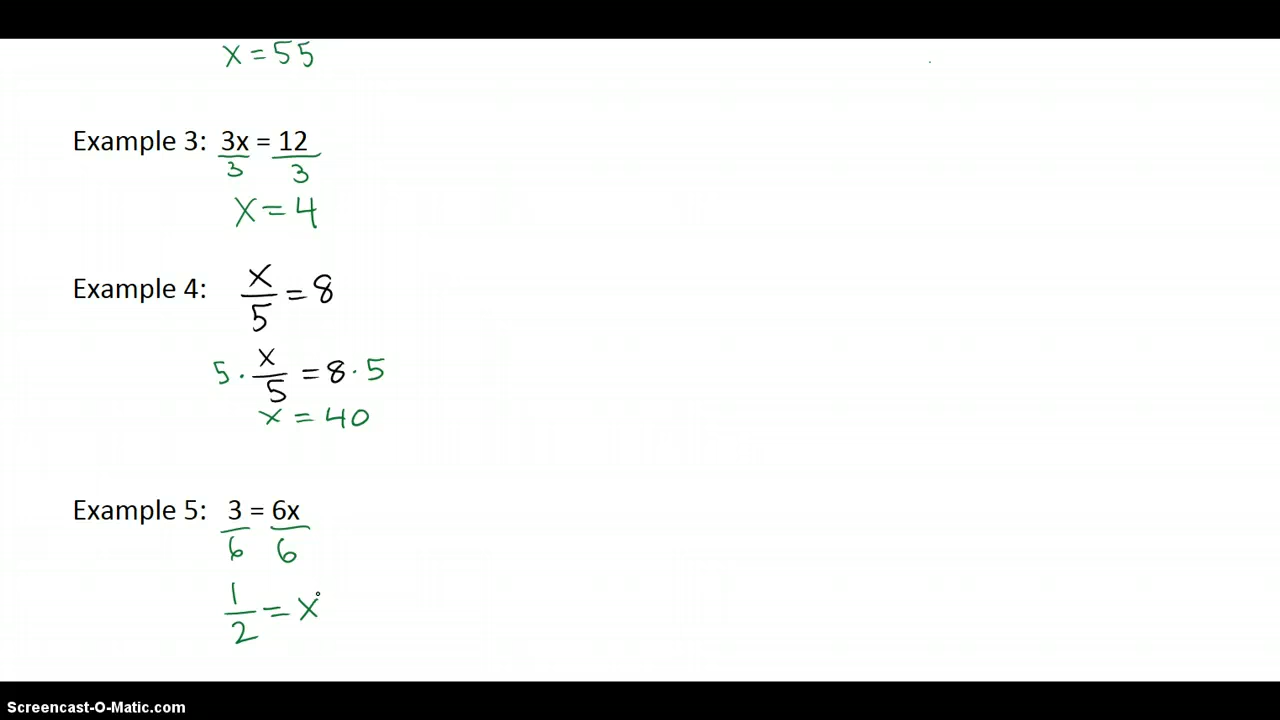 x = 55
Example 3: 3x = 12
3 3
x = 4
Example 4: x/5 = 8
5 · x/5 = 8 · 5
x = 40
Example 5: 3 = 6x
6 6
1/2 = x
Screencast-O-Matic.com